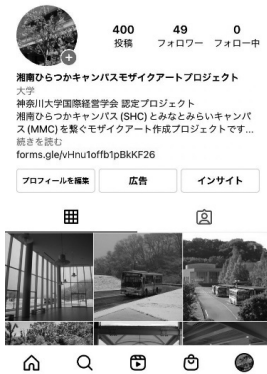 400 49 0
投稿 フォロワー フォロー中
湘南ひらつかキャンパスモザイクアートプロジェクト
大学
神奈川大学国際経営学会 認定プロジェクト
湘南ひらつかキャンパス(SHC)とみなとみらいキャンパ
ス(MMC)を繋ぐモザイクアート作成プロジェクトです...
続きを読む
forms.gle/vHnu1offb1pBkKF26
プロフィールを編集 広告 インサイト